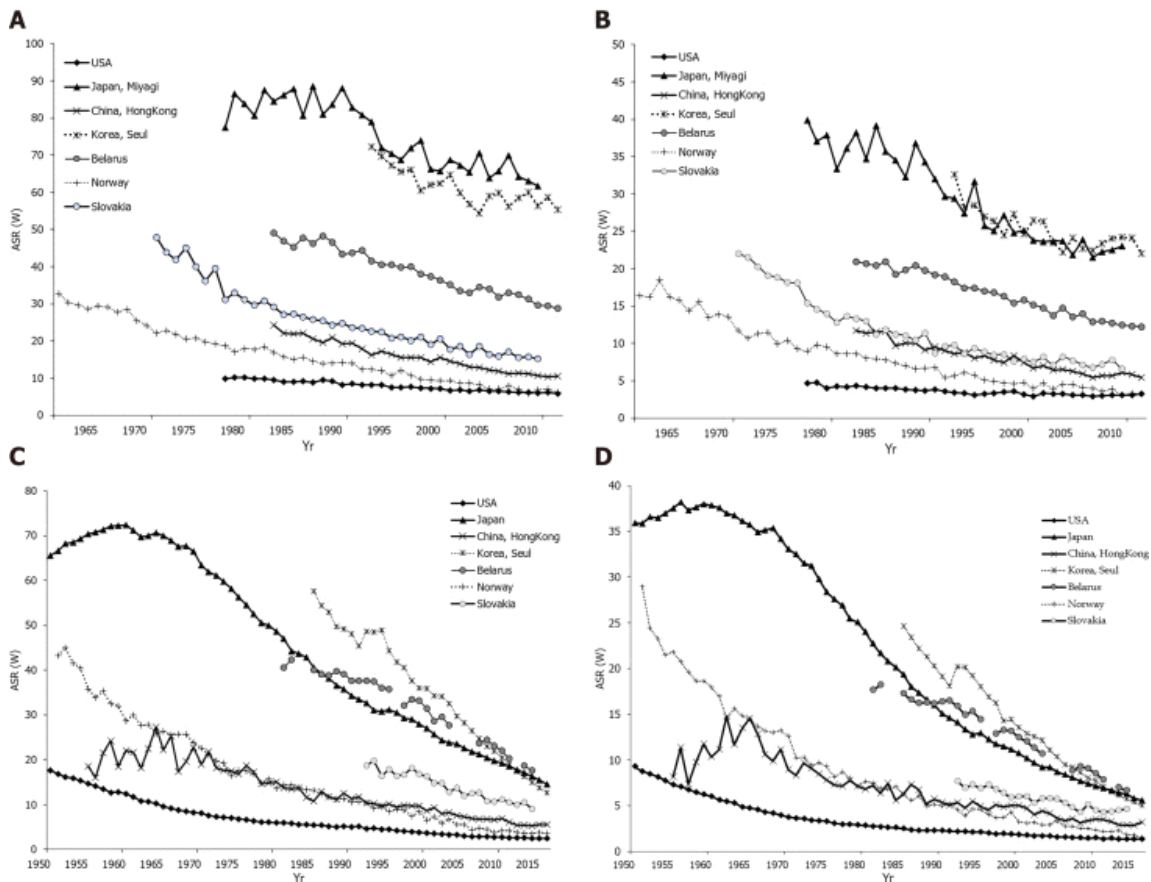 A
100
90
80
70
60
50
40
30
20
10
0
ASR (W)
USA
Japan, Miyagi
China, HongKong
Korea, Seul
Belarus
Norway
Slovakia
1965 1970 1975 1980 1985 1990 1995 2000 2005 2010
Yr
B
50
45
40
35
30
25
20
15
10
5
0
ASR (W)
USA
Japan, Miyagi
China, HongKong
Korea, Seul
Belarus
Norway
Slovakia
1965 1970 1975 1980 1985 1990 1995 2000 2005 2010
Yr
C
80
70
60
50
40
30
20
10
0
ASR (W)
USA
Japan
China, HongKong
Korea, Seul
Belarus
Norway
Slovakia
1950 1955 1960 1965 1970 1975 1980 1985 1990 1995 2000 2005 2010 2015
Yr
D
40
35
30
25
20
15
10
5
0
ASR (W)
USA
Japan
China, HongKong
Korea, Seul
Belarus
Norway
Slovakia
1950 1955 1960 1965 1970 1975 1980 1985 1990 1995 2000 2005 2010 2015
Yr